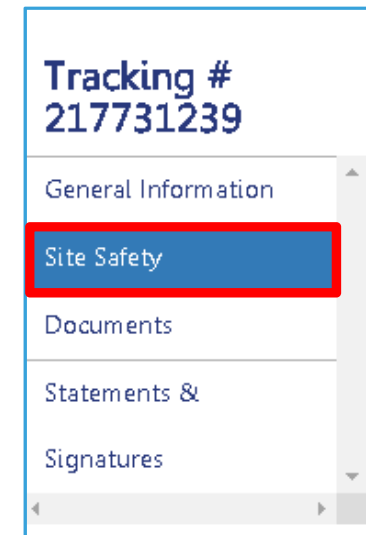 Tracking #
217731239
General Information
Site Safety
Documents
Statements &
Signatures